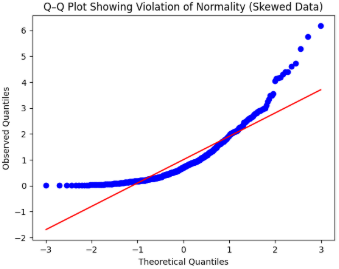 Q–Q Plot Showing Violation of Normality (Skewed Data)
Observed Quantiles
6
5
4
3
2
1
0
−1
−2
−3 −2 −1 0 1 2 3
Theoretical Quantiles